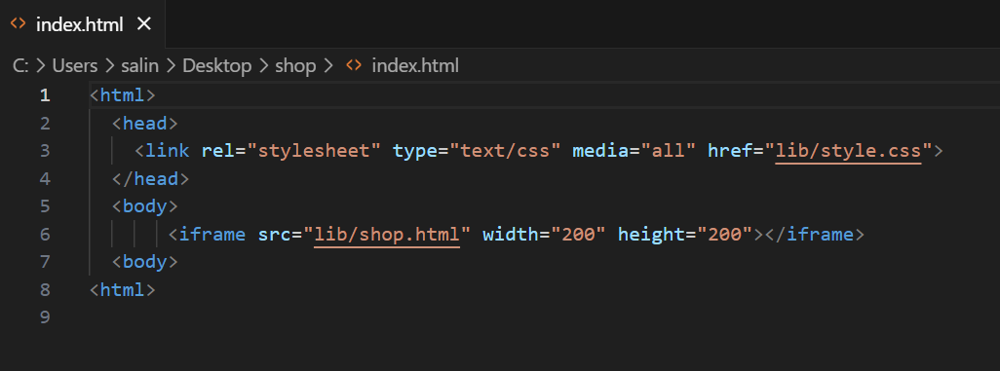 index.html ×
C: > Users > salin > Desktop > shop > <> index.html
1 <html>
2 <head>
3 <link rel="stylesheet" type="text/css" media="all" href="lib/style.css">
4 </head>
5 <body>
6 <iframe src="lib/shop.html" width="200" height="200"></iframe>
7 <body>
8 <html>
9